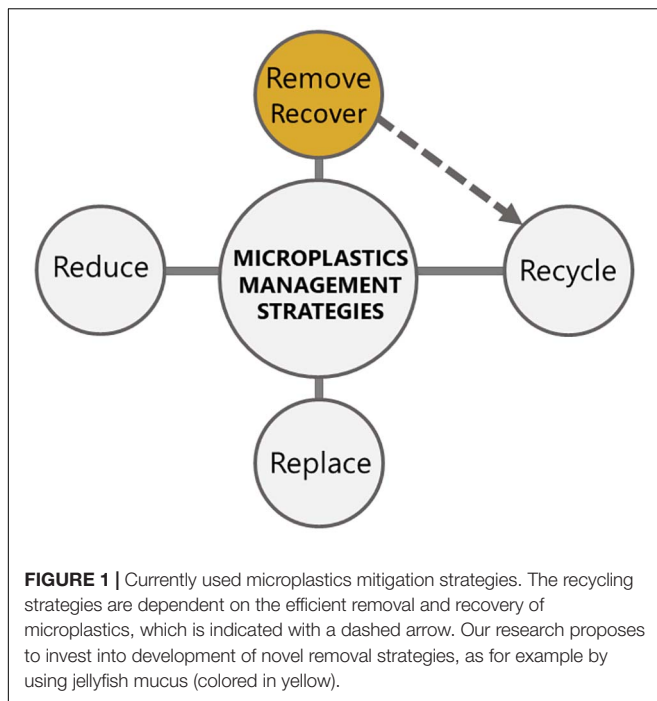 Remove
Recover
Reduce
MICROPLASTICS
MANAGEMENT
STRATEGIES
Recycle
Replace
FIGURE 1 | Currently used microplastics mitigation strategies. The recycling
strategies are dependent on the efficient removal and recovery of
microplastics, which is indicated with a dashed arrow. Our research proposes
to invest into development of novel removal strategies, as for example by
using jellyfish mucus (colored in yellow).